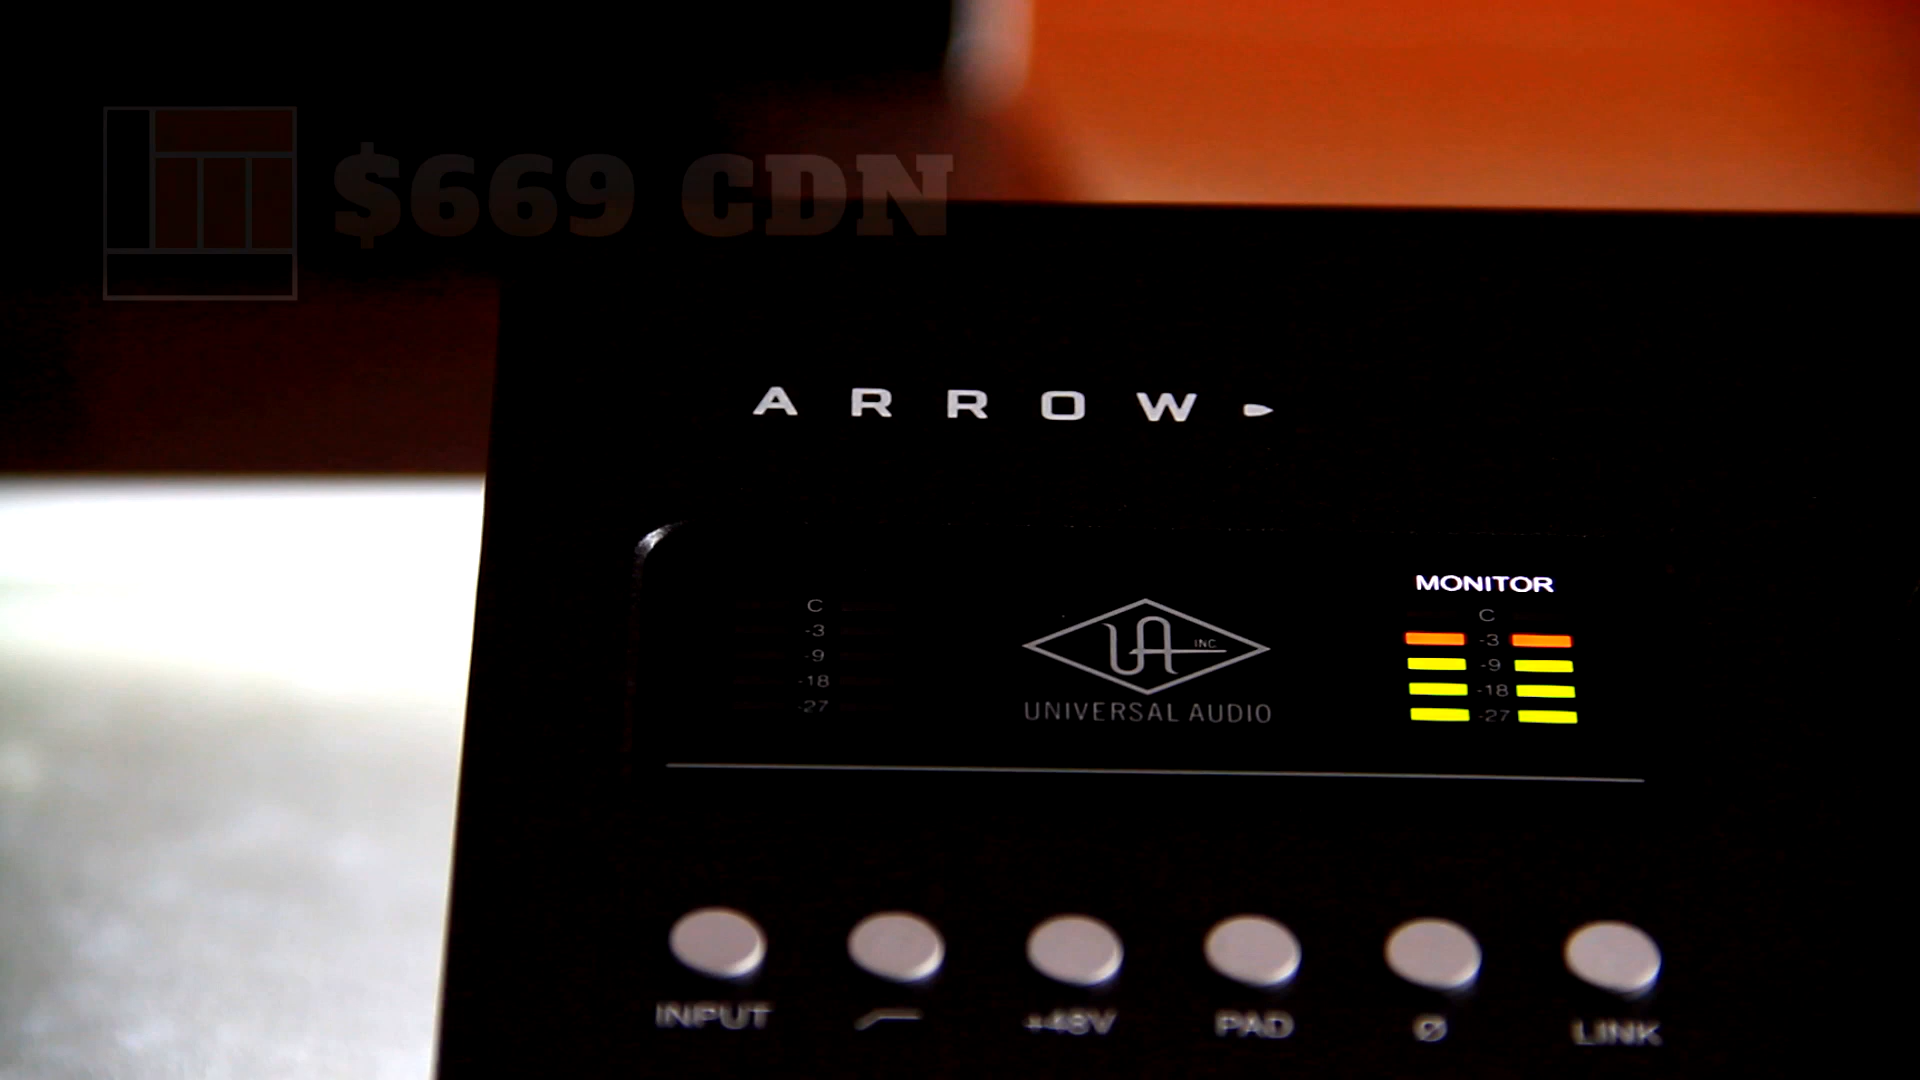 $669 CDN
ARROW
MONITOR
C
-3
-9
-18
-27
UA INC
UNIVERSAL AUDIO
C
-3
-9
-18
-27
INPUT
+48V
PAD
Ø
LINK